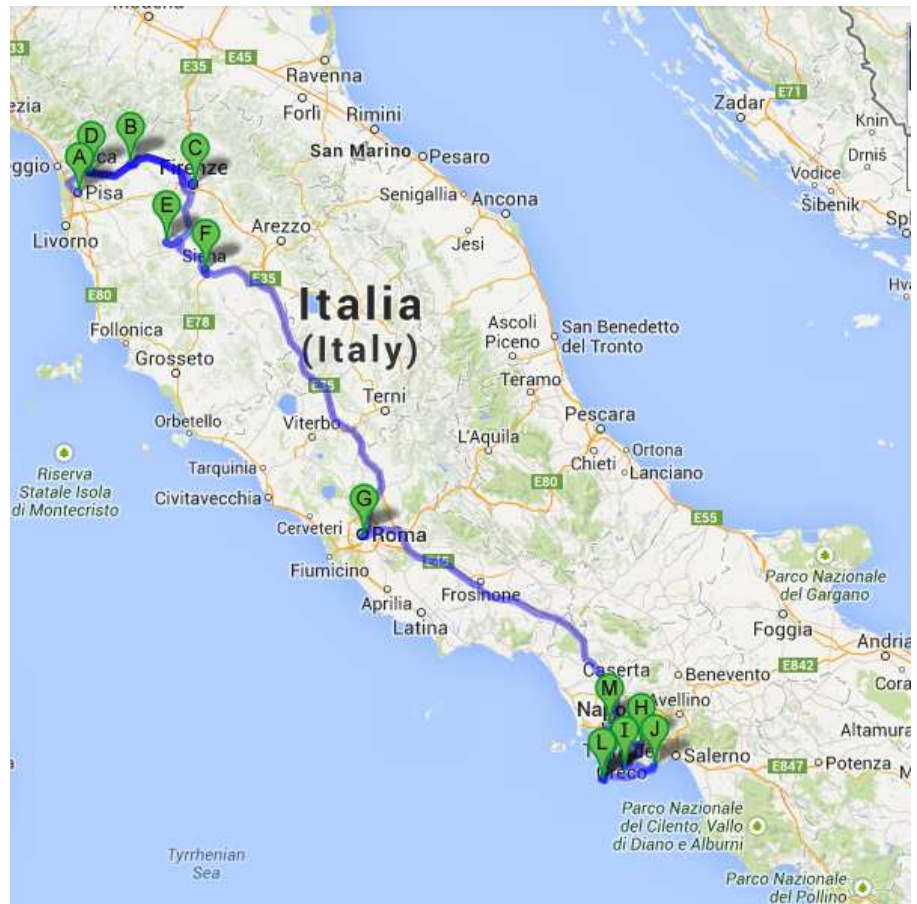 E33
E35
E45
Ravenna
Forlì
Rimini
San Marino
Pesaro
E71
Zadar
Knin
Drniš
Vodice
Šibenik
D
B
C
A
Firenze
Pisa
Livorno
Senigallia
Ancona
Jesi
Arezzo
E
F
E35
E80
E78
Follonica
Grosseto
Italia
(Italy)
Ascoli
Piceno
San Benedetto
del Tronto
Teramo
Orbetello
E35
Terni
Viterbo
L'Aquila
Pescara
Ortona
Chieti
Lanciano
Riserva
Statale Isola
di Montecristo
Tarquinia
Civitavecchia
E80
G
Cerveteri
Roma
Fiumicino
E45
Frosinone
Aprilia
Latina
E55
Parco Nazionale
del Gargano
Foggia
Andria
E842
Caserta
Benevento
M
Avellino
H
L
I
J
Greco
Salerno
E847
Potenza
Altamura
Parco Nazionale
del Cilento, Vallo
di Diano e Alburni
Tyrrhenian
Sea
Parco Nazionale
del Pollino